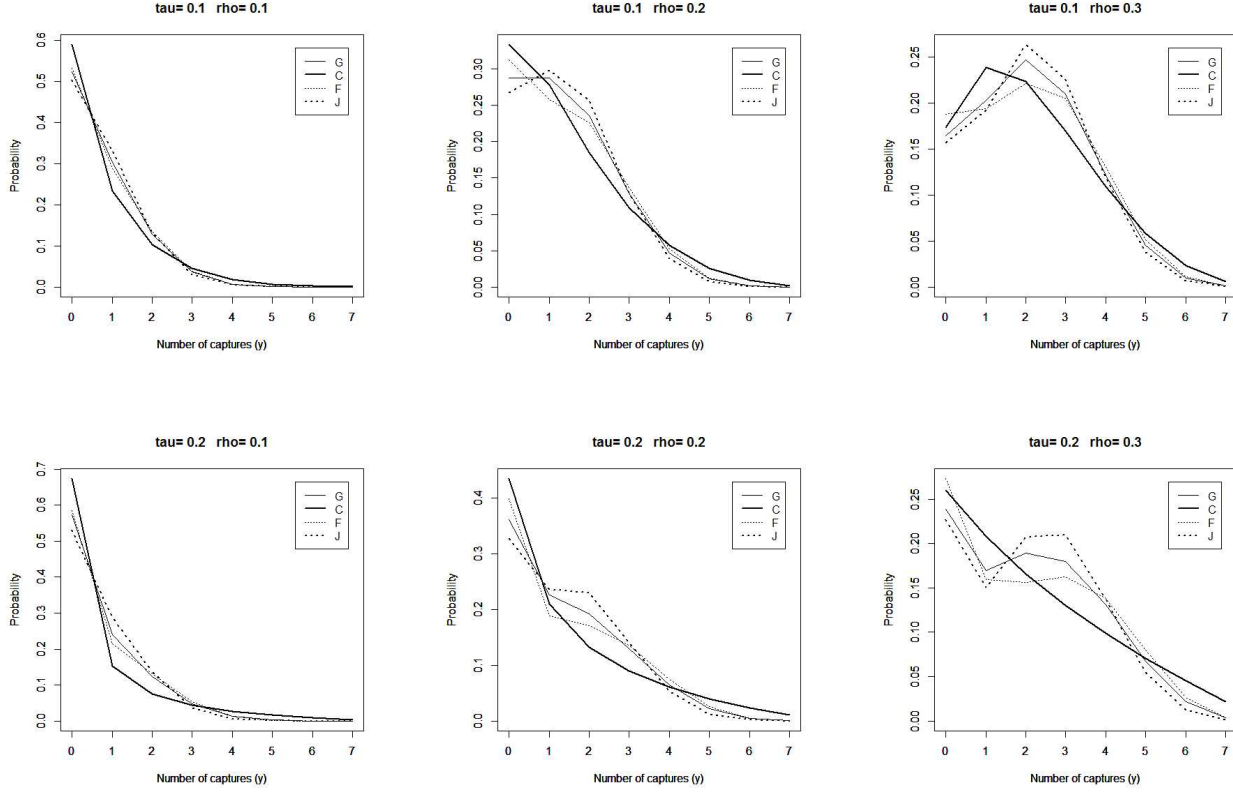 tau= 0.1 rho= 0.1
0.6
0.5
0.4
0.3
0.2
0.1
0.0
Probability
G
C
F
J
0 1 2 3 4 5 6 7
Number of captures (y)
tau= 0.1 rho= 0.2
0.30
0.25
0.20
0.15
0.10
0.05
0.00
Probability
G
C
F
J
0 1 2 3 4 5 6 7
Number of captures (y)
tau= 0.1 rho= 0.3
0.25
0.20
0.15
0.10
0.05
0.00
Probability
G
C
F
J
0 1 2 3 4 5 6 7
Number of captures (y)
tau= 0.2 rho= 0.1
0.7
0.6
0.5
0.4
0.3
0.2
0.1
0.0
Probability
G
C
F
J
0 1 2 3 4 5 6 7
Number of captures (y)
tau= 0.2 rho= 0.2
0.4
0.3
0.2
0.1
0.0
Probability
G
C
F
J
0 1 2 3 4 5 6 7
Number of captures (y)
tau= 0.2 rho= 0.3
0.25
0.20
0.15
0.10
0.05
0.00
Probability
G
C
F
J
0 1 2 3 4 5 6 7
Number of captures (y)